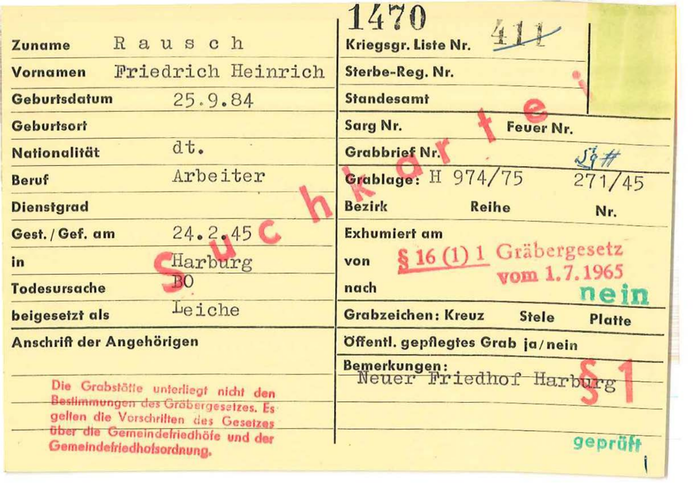 1470
Zuname Rausch
Vornamen Friedrich Heinrich
Geburtsdatum 25.9.84
Geburtsort
Nationalität dt.
Beruf Arbeiter
Dienstgrad
Gest./Gef. am 24.2.45
in Harburg
Todesursache BO
beigesetzt als Leiche
Anschrift der Angehörigen
Die Grabstätte unterliegt nicht den
Bestimmungen des Gräbergesetzes. Es
gelten die Vorschriften des Gesetzes
über die Gemeindefriedhöfe und der
Gemeindefriedhofsordnung.
Suchkartei
Kriegsgr. Liste Nr. 411
Sterbe-Reg. Nr.
Standesamt
Sarg Nr. Feuer Nr.
Grabbrief Nr.
Grablage: H 974/75 271/45
Bezirk Reihe Nr.
Exhumiert am
von § 16 (1) 1 Gräbergesetz
vom 1.7.1965
nach nein
Grabzeichen: Kreuz Stele Platte
Öffentl. gepflegtes Grab ja/nein
Bemerkungen:
Neuer Friedhof Harburg
§ 1
geprüft